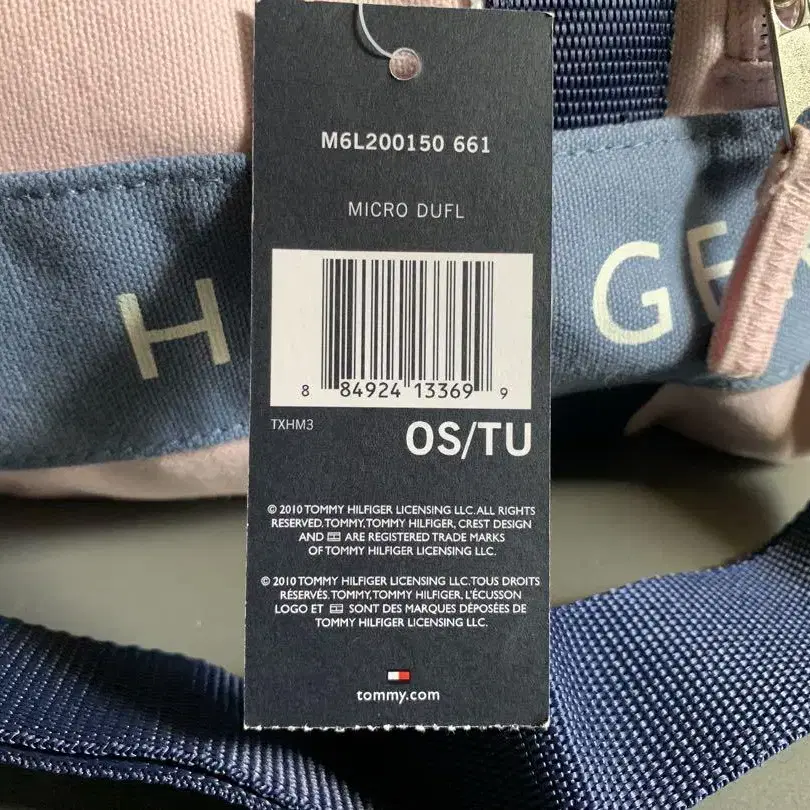 M6L200150 661
MICRO DUFL
H GE
8 84924 13369 9
TXHM3
OS/TU
© 2010 TOMMY HILFIGER LICENSING LLC. ALL RIGHTS
RESERVED. TOMMY, TOMMY HILFIGER, CREST DESIGN
AND ARE REGISTERED TRADE MARKS
OF TOMMY HILFIGER LICENSING LLC.
© 2010 TOMMY HILFIGER LICENSING LLC. TOUS DROITS
RÉSERVÉS. TOMMY, TOMMY HILFIGER, L'ÉCUSSON
LOGO ET SONT DES MARQUES DÉPOSÉES DE
TOMMY HILFIGER LICENSING LLC.
tommy.com